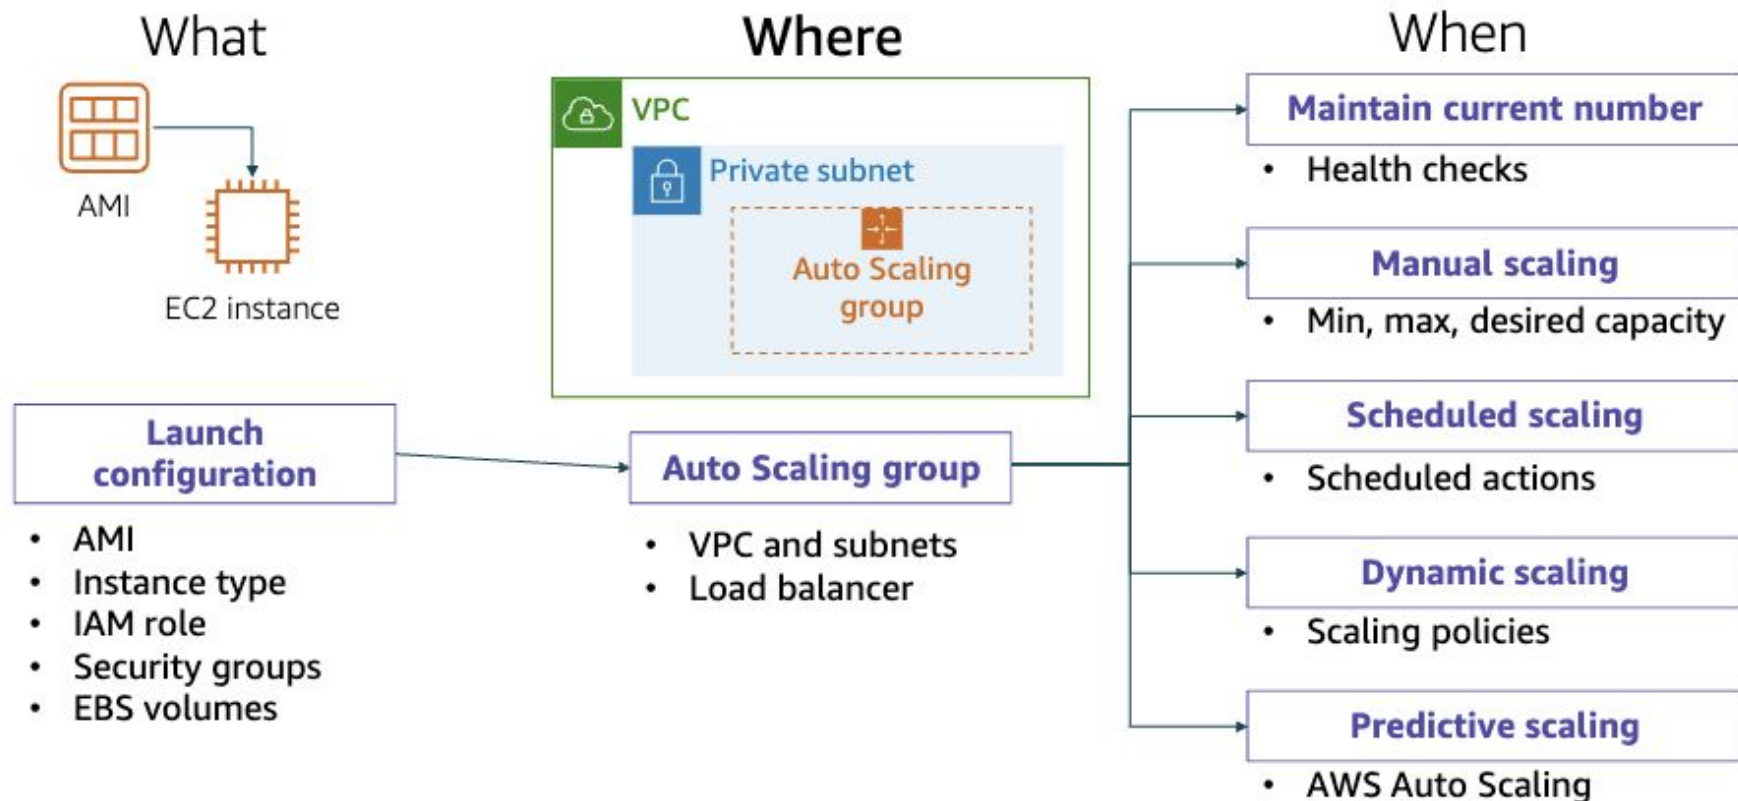 What
AMI
EC2 instance
Launch
configuration
• AMI
• Instance type
• IAM role
• Security groups
• EBS volumes
Where
VPC
Private subnet
Auto Scaling
group
Auto Scaling group
• VPC and subnets
• Load balancer
When
Maintain current number
• Health checks
Manual scaling
• Min, max, desired capacity
Scheduled scaling
• Scheduled actions
Dynamic scaling
• Scaling policies
Predictive scaling
• AWS Auto Scaling